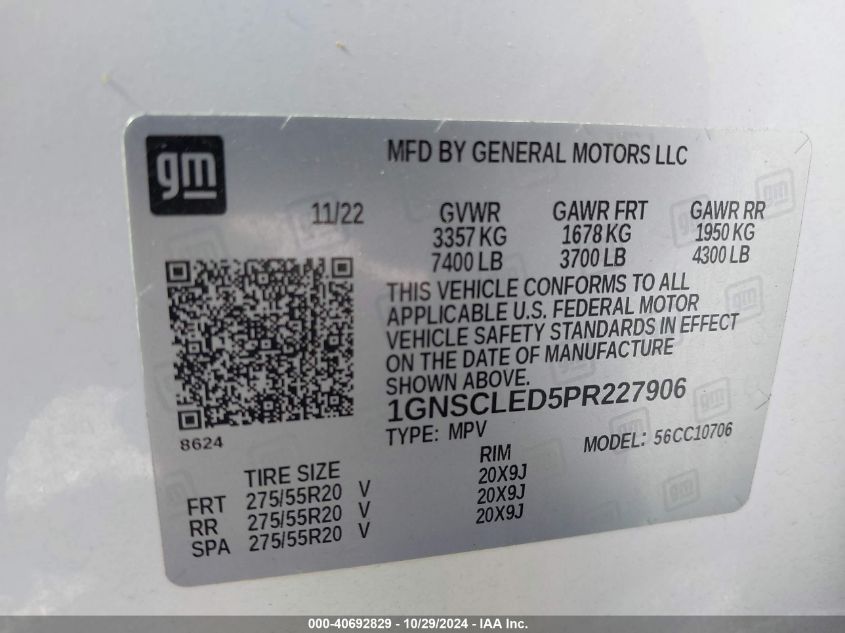 gm
MFD BY GENERAL MOTORS LLC
11/22
GVWR GAWR FRT GAWR RR
3357 KG 1678 KG 1950 KG
7400 LB 3700 LB 4300 LB
THIS VEHICLE CONFORMS TO ALL
APPLICABLE U.S. FEDERAL MOTOR
VEHICLE SAFETY STANDARDS IN EFFECT
ON THE DATE OF MANUFACTURE
SHOWN ABOVE.
1GNSCLED5PR227906
8624
TYPE: MPV MODEL: 56CC10706
TIRE SIZE RIM
FRT 275/55R20 V 20X9J
RR 275/55R20 V 20X9J
SPA 275/55R20 V 20X9J
000-40692829 - 10/29/2024 - IAA Inc.